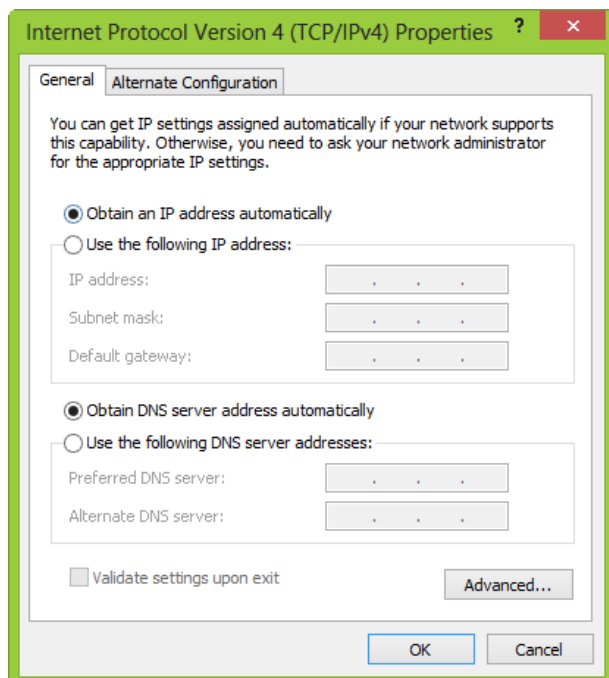 Internet Protocol Version 4 (TCP/IPv4) Properties ? ×
General Alternate Configuration
You can get IP settings assigned automatically if your network supports
this capability. Otherwise, you need to ask your network administrator
for the appropriate IP settings.
Obtain an IP address automatically
Use the following IP address:
IP address: . . .
Subnet mask: . . .
Default gateway: . . .
Obtain DNS server address automatically
Use the following DNS server addresses:
Preferred DNS server: . . .
Alternate DNS server: . . .
Validate settings upon exit
Advanced...
OK Cancel